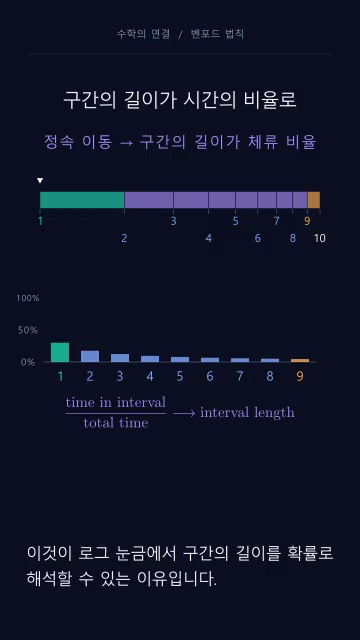 수학의 연결 / 벤포드 법칙
구간의 길이가 시간의 비율로
정속 이동 → 구간의 길이가 체류 비율
1 3 5 7 9
2 4 6 8 10
100%
50%
0%
1 2 3 4 5 6 7 8 9
time in interval
total time
⟶ interval length
이것이 로그 눈금에서 구간의 길이를 확률로
해석할 수 있는 이유입니다.